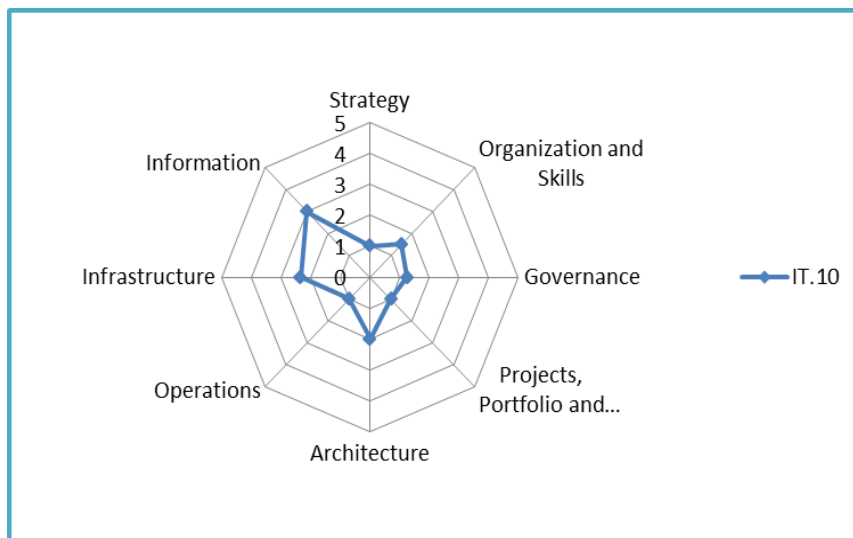 Strategy
5
4
3
2
1
0
Organization and
Skills
Governance
Projects,
Portfolio and...
Architecture
Operations
Infrastructure
Information
IT.10